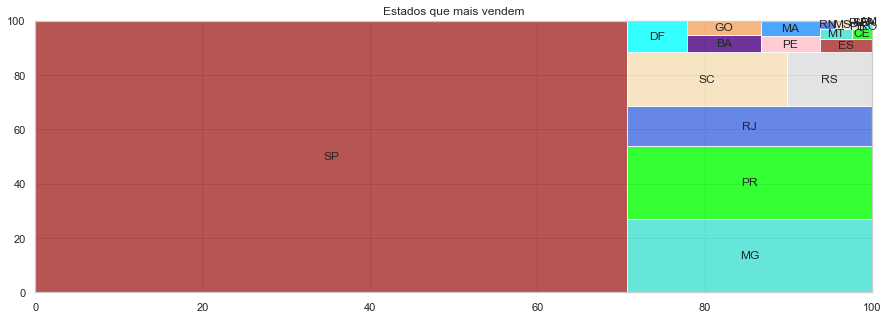 Estados que mais vendem
100
80
60
40
20
0
SP
DF
GO
MA
RN
MS
BA
PE
MT
CE
ES
SC
RS
RJ
PR
MG
0
20
40
60
80
100